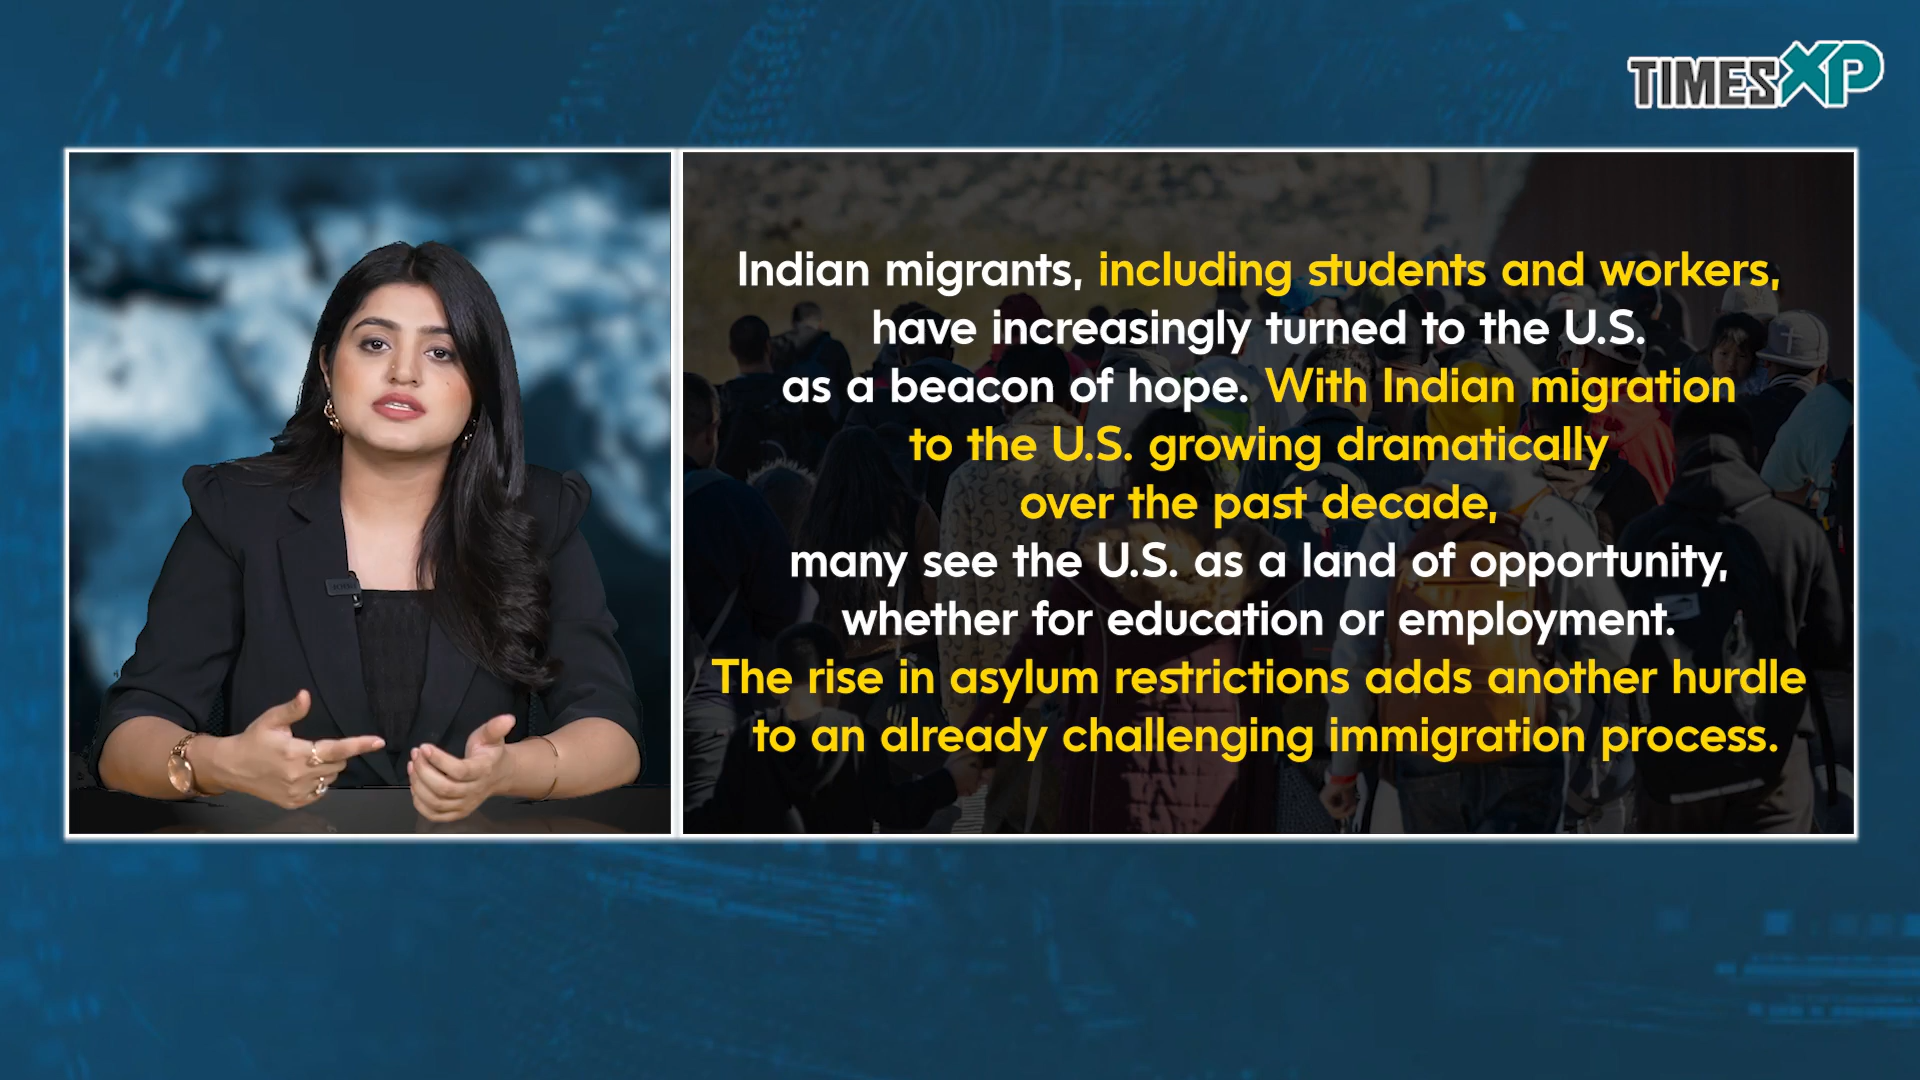 TIMESXP
Indian migrants, including students and workers,
have increasingly turned to the U.S.
as a beacon of hope. With Indian migration
to the U.S. growing dramatically
over the past decade,
many see the U.S. as a land of opportunity,
whether for education or employment.
The rise in asylum restrictions adds another hurdle
to an already challenging immigration process.